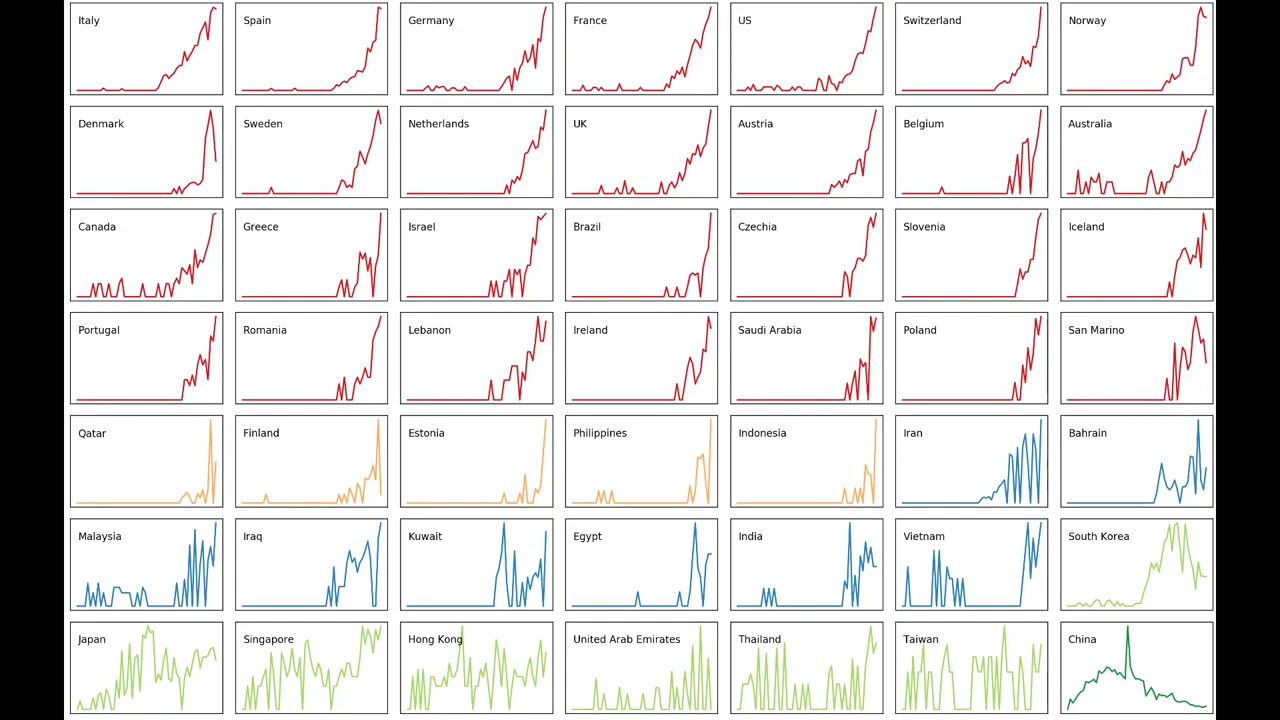 Italy
Spain
Germany
France
US
Switzerland
Norway
Denmark
Sweden
Netherlands
UK
Austria
Belgium
Australia
Canada
Greece
Israel
Brazil
Czechia
Slovenia
Iceland
Portugal
Romania
Lebanon
Ireland
Saudi Arabia
Poland
San Marino
Qatar
Finland
Estonia
Philippines
Indonesia
Iran
Bahrain
Malaysia
Iraq
Kuwait
Egypt
India
Vietnam
South Korea
Japan
Singapore
Hong Kong
United Arab Emirates
Thailand
Taiwan
China